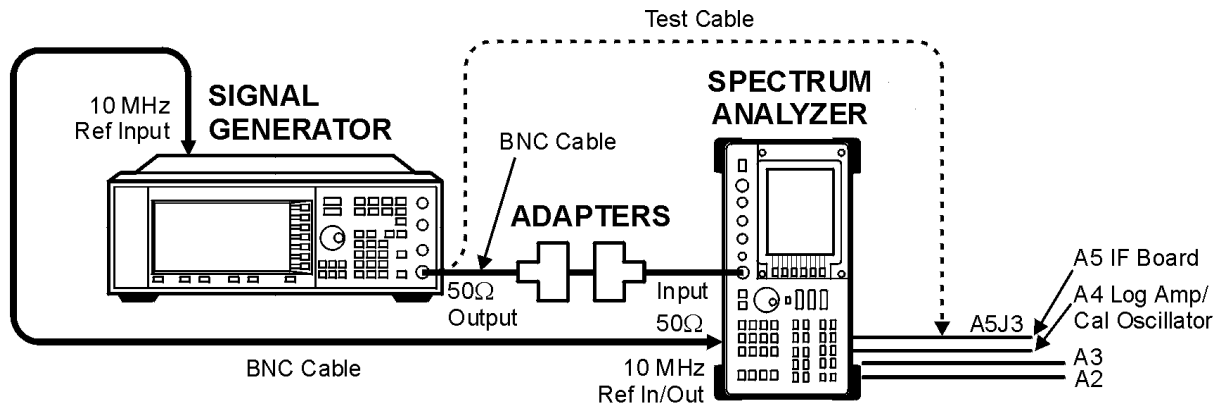 Test Cable
10 MHz
Ref Input
SIGNAL
GENERATOR
SPECTRUM
ANALYZER
BNC Cable
ADAPTERS
50Ω
Output
Input
50Ω
A5 IF Board
A4 Log Amp/
Cal Oscillator
A5J3
A3
A2
BNC Cable
10 MHz
Ref In/Out